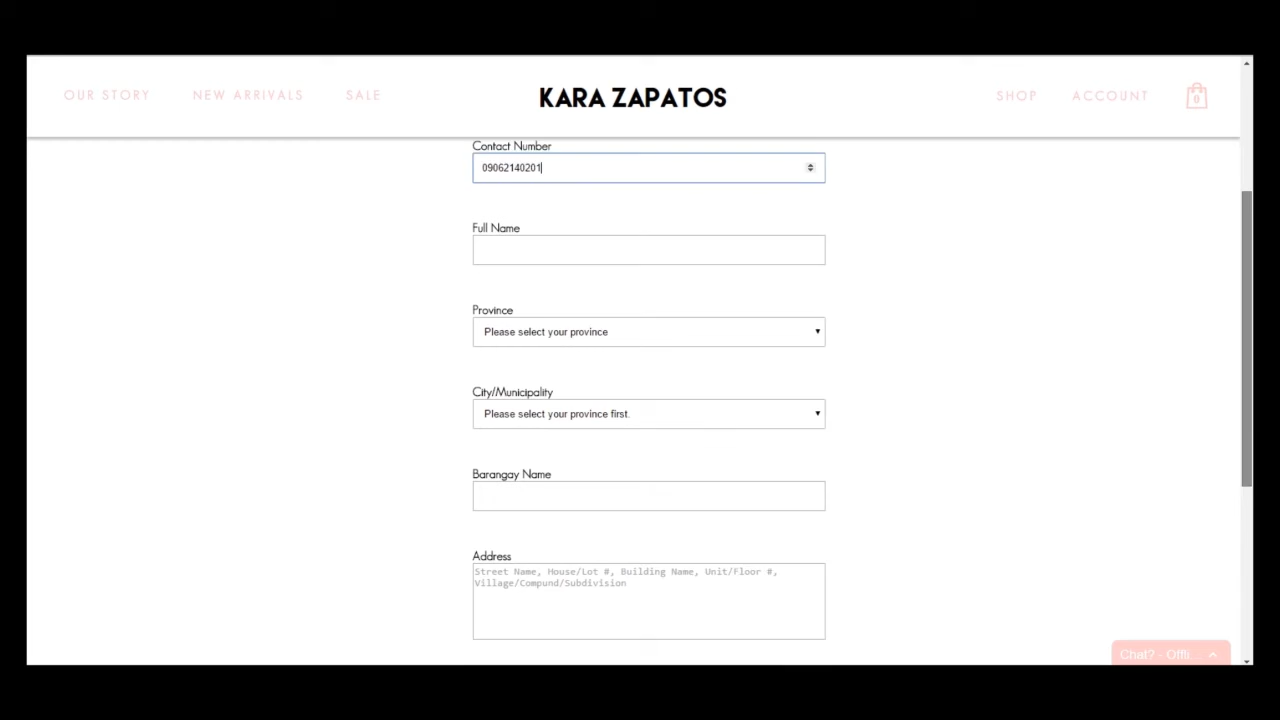 OUR STORY NEW ARRIVALS SALE KARA ZAPATOS SHOP ACCOUNT 0
Contact Number
09062140201
Full Name
Province
Please select your province
City/Municipality
Please select your province first.
Barangay Name
Address
Street Name, House/Lot #, Building Name, Unit/Floor #,
Village/Compund/Subdivision
Chat? - Offli...